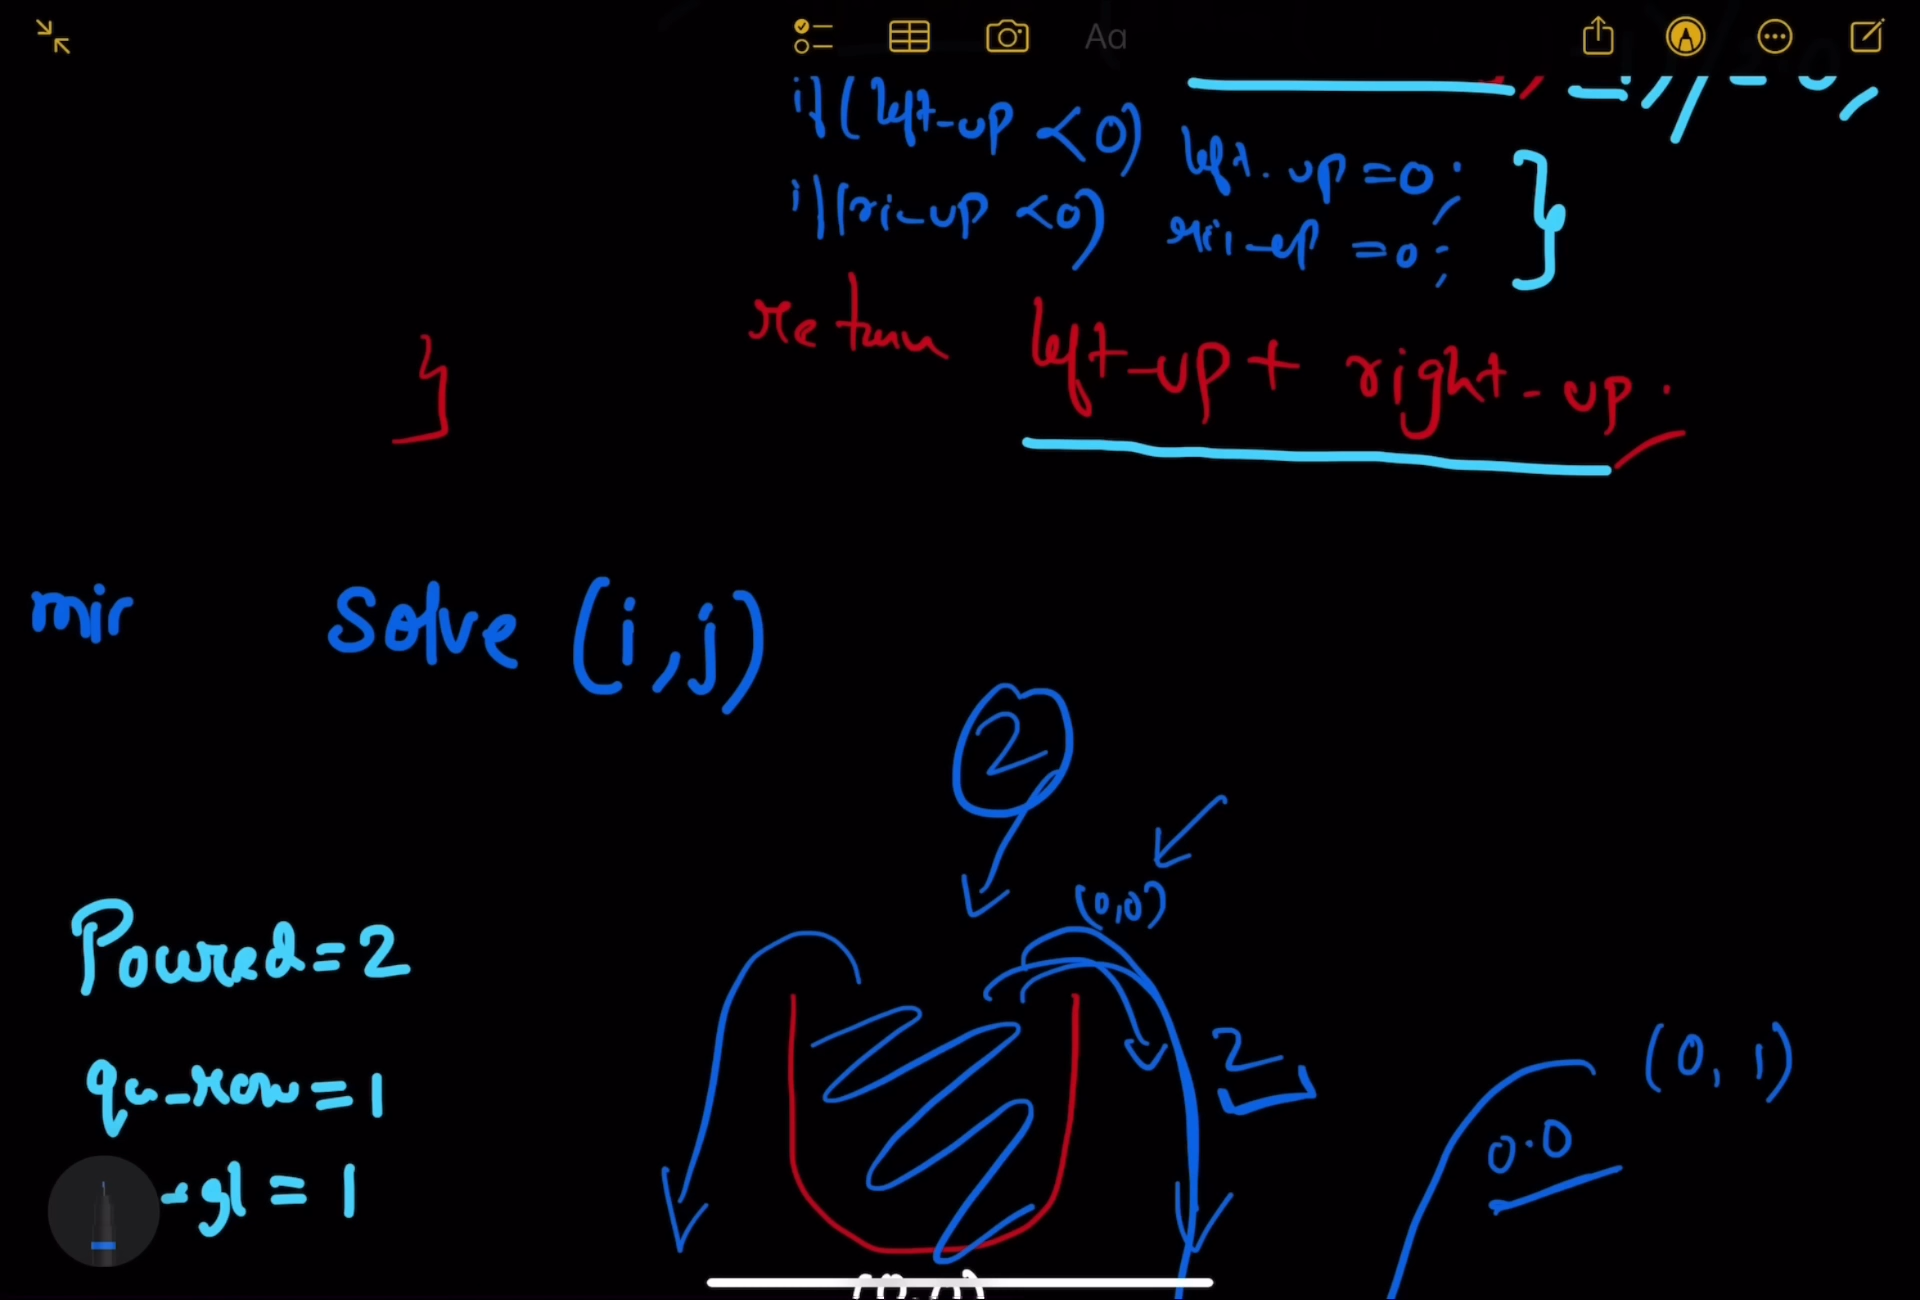 Aa
if(left-up <0) left-up =0;
if(ri-up <0) ri-up =0; }
return left-up + right-up.
}
Solve (i,j)
2
(0,0)
Poured=2
2
(0, 1)
qu-row=1
0.0
-gl = 1